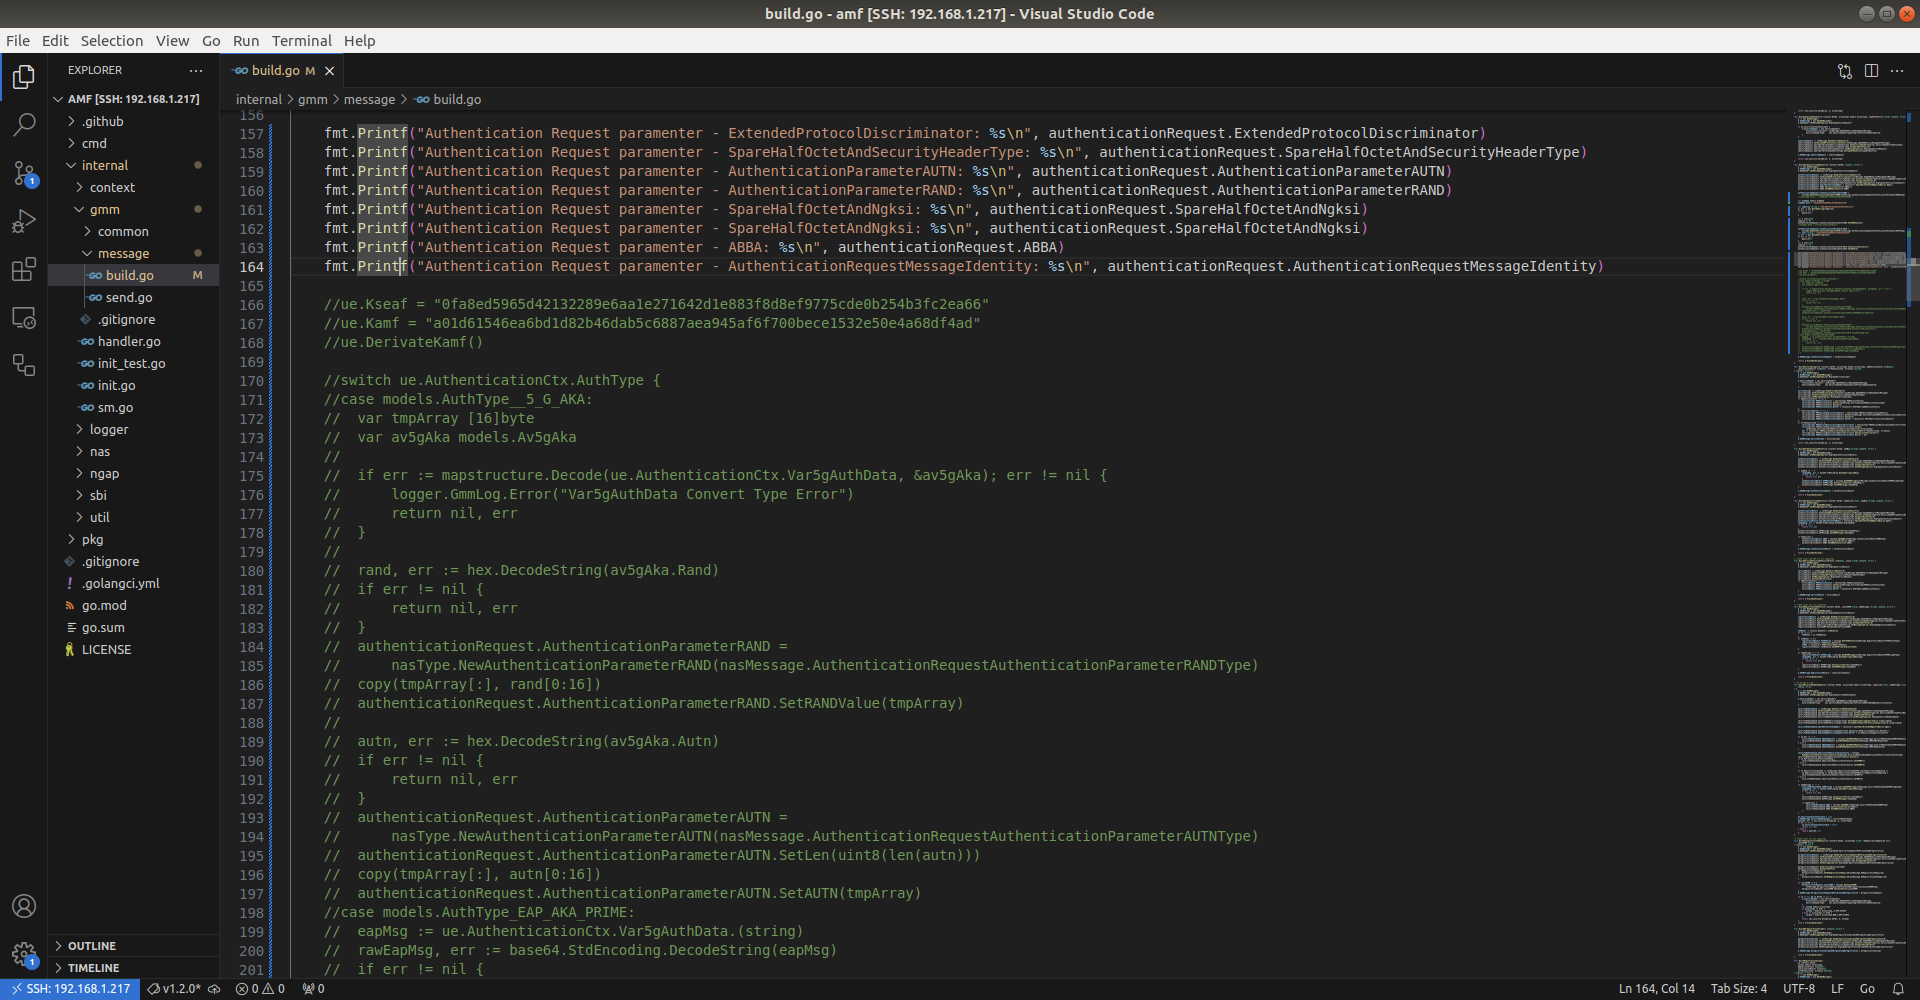 build.go - amf [SSH: 192.168.1.217] - Visual Studio Code
File Edit Selection View Go Run Terminal Help
EXPLORER
AMF [SSH: 192.168.1.217]
.github
cmd
internal
context
gmm
common
message
build.go M
send.go
.gitignore
handler.go
init_test.go
init.go
sm.go
logger
nas
ngap
sbi
util
pkg
.gitignore
.golangci.yml
go.mod
go.sum
LICENSE
OUTLINE
TIMELINE
build.go M
internal > gmm > message > build.go
156
157 fmt.Printf("Authentication Request paramenter - ExtendedProtocolDiscriminator: %s\n", authenticationRequest.ExtendedProtocolDiscriminator)
158 fmt.Printf("Authentication Request paramenter - SpareHalfOctetAndSecurityHeaderType: %s\n", authenticationRequest.SpareHalfOctetAndSecurityHeaderType)
159 fmt.Printf("Authentication Request paramenter - AuthenticationParameterAUTN: %s\n", authenticationRequest.AuthenticationParameterAUTN)
160 fmt.Printf("Authentication Request paramenter - AuthenticationParameterRAND: %s\n", authenticationRequest.AuthenticationParameterRAND)
161 fmt.Printf("Authentication Request paramenter - SpareHalfOctetAndNgksi: %s\n", authenticationRequest.SpareHalfOctetAndNgksi)
162 fmt.Printf("Authentication Request paramenter - SpareHalfOctetAndNgksi: %s\n", authenticationRequest.SpareHalfOctetAndNgksi)
163 fmt.Printf("Authentication Request paramenter - ABBA: %s\n", authenticationRequest.ABBA)
164 fmt.Printf("Authentication Request paramenter - AuthenticationRequestMessageIdentity: %s\n", authenticationRequest.AuthenticationRequestMessageIdentity)
165
166 //ue.Kseaf = "0fa8ed5965d42132289e6aa1e271642d1e883f8d8ef9775cde0b254b3fc2ea66"
167 //ue.Kamf = "a01d61546ea6bd1d82b46dab5c6887aea945af6f700bece1532e50e4a68df4ad"
168 //ue.DerivateKamf()
169
170 //switch ue.AuthenticationCtx.AuthType {
171 //case models.AuthType__5_G_AKA:
172 // var tmpArray [16]byte
173 // var av5gAka models.Av5gAka
174 //
175 // if err := mapstructure.Decode(ue.AuthenticationCtx.Var5gAuthData, &av5gAka); err != nil {
176 // logger.GmmLog.Error("Var5gAuthData Convert Type Error")
177 // return nil, err
178 // }
179 //
180 // rand, err := hex.DecodeString(av5gAka.Rand)
181 // if err != nil {
182 // return nil, err
183 // }
184 // authenticationRequest.AuthenticationParameterRAND =
185 // nasType.NewAuthenticationParameterRAND(nasMessage.AuthenticationRequestAuthenticationParameterRANDType)
186 // copy(tmpArray[:], rand[0:16])
187 // authenticationRequest.AuthenticationParameterRAND.SetRANDValue(tmpArray)
188 //
189 // autn, err := hex.DecodeString(av5gAka.Autn)
190 // if err != nil {
191 // return nil, err
192 // }
193 // authenticationRequest.AuthenticationParameterAUTN =
194 // nasType.NewAuthenticationParameterAUTN(nasMessage.AuthenticationRequestAuthenticationParameterAUTNType)
195 // authenticationRequest.AuthenticationParameterAUTN.SetLen(uint8(len(autn)))
196 // copy(tmpArray[:], autn[0:16])
197 // authenticationRequest.AuthenticationParameterAUTN.SetAUTN(tmpArray)
198 //case models.AuthType_EAP_AKA_PRIME:
199 // eapMsg := ue.AuthenticationCtx.Var5gAuthData.(string)
200 // rawEapMsg, err := base64.StdEncoding.DecodeString(eapMsg)
201 // if err != nil {
1
1
SSH: 192.168.1.217 v1.2.0* 0 0 0 Ln 164, Col 14 Tab Size: 4 UTF-8 LF Go